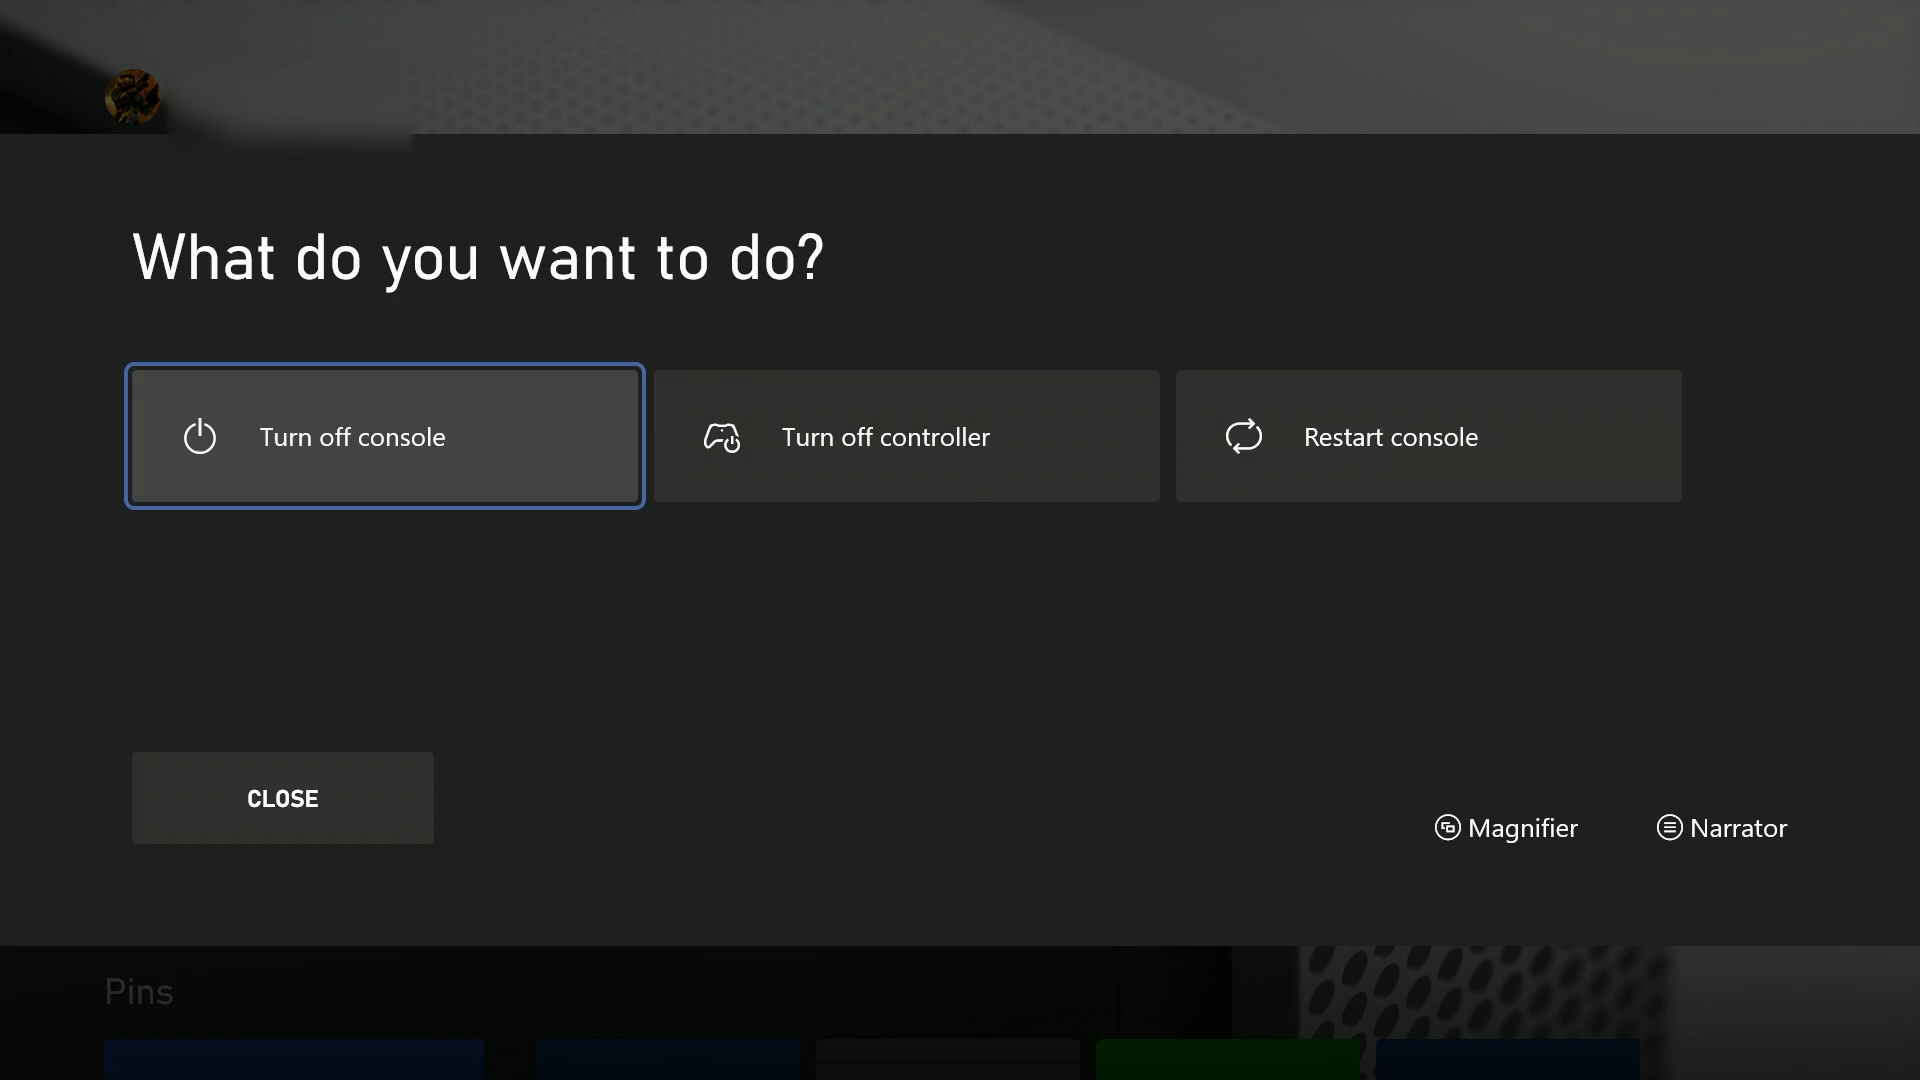 What do you want to do?
Turn off console
Turn off controller
Restart console
CLOSE
Magnifier
Narrator
Pins